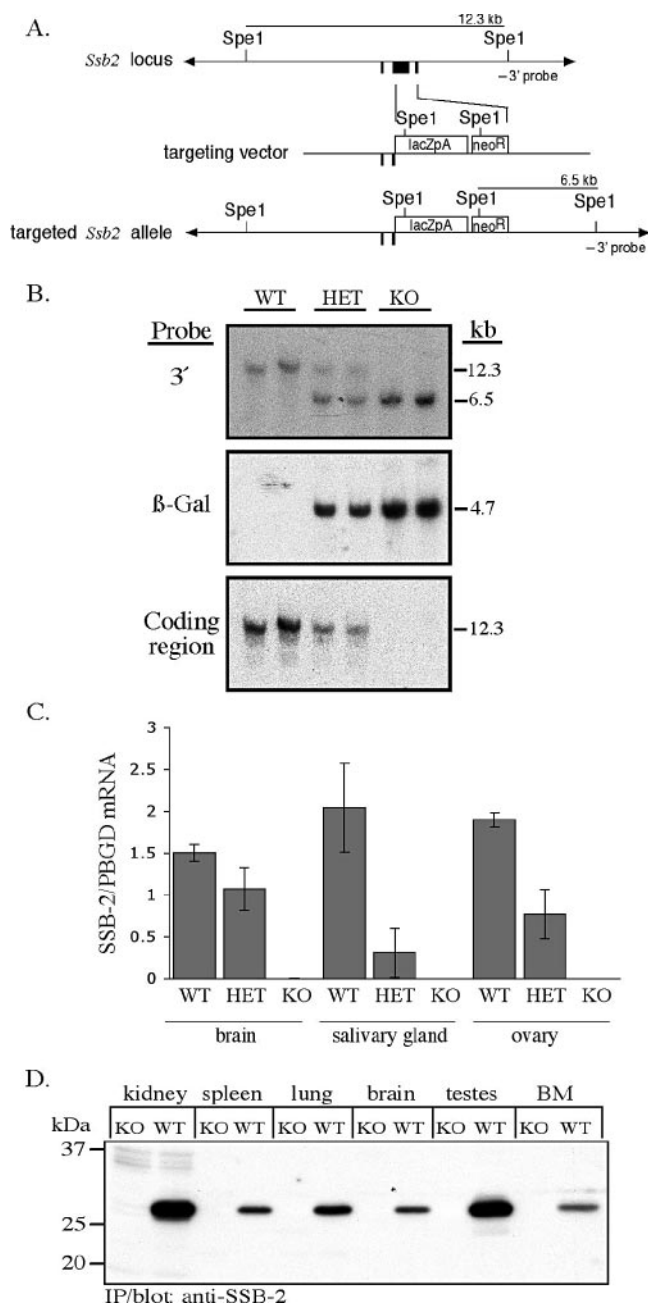 A.
12.3 kb
Spe1 Spe1
Ssb2 locus
3' probe
Spe1 Spe1
targeting vector lacZpA neoR
6.5 kb
Spe1 Spe1 Spe1 Spe1
targeted Ssb2 allele lacZpA neoR
3' probe
B.
WT HET KO
Probe kb
3´ 12.3
6.5
ß-Gal 4.7
Coding region 12.3
C.
SSB-2/PBGD mRNA
3
2.5
2
1.5
1
0.5
0
WT HET KO WT HET KO WT HET KO
brain salivary gland ovary
D.
kidney spleen lung brain testes BM
kDa KO WT KO WT KO WT KO WT KO WT KO WT
37
25
20
IP/blot: anti-SSB-2